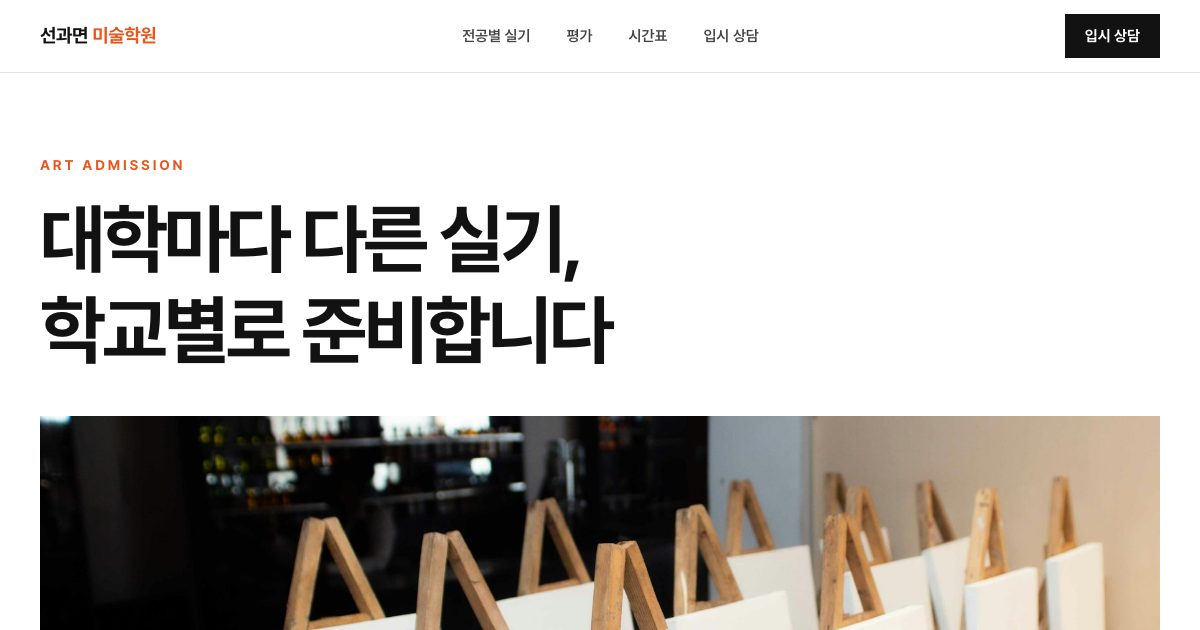 선과면 미술학원
전공별 실기
평가
시간표
입시 상담
입시 상담
ART ADMISSION
대학마다 다른 실기,
학교별로 준비합니다